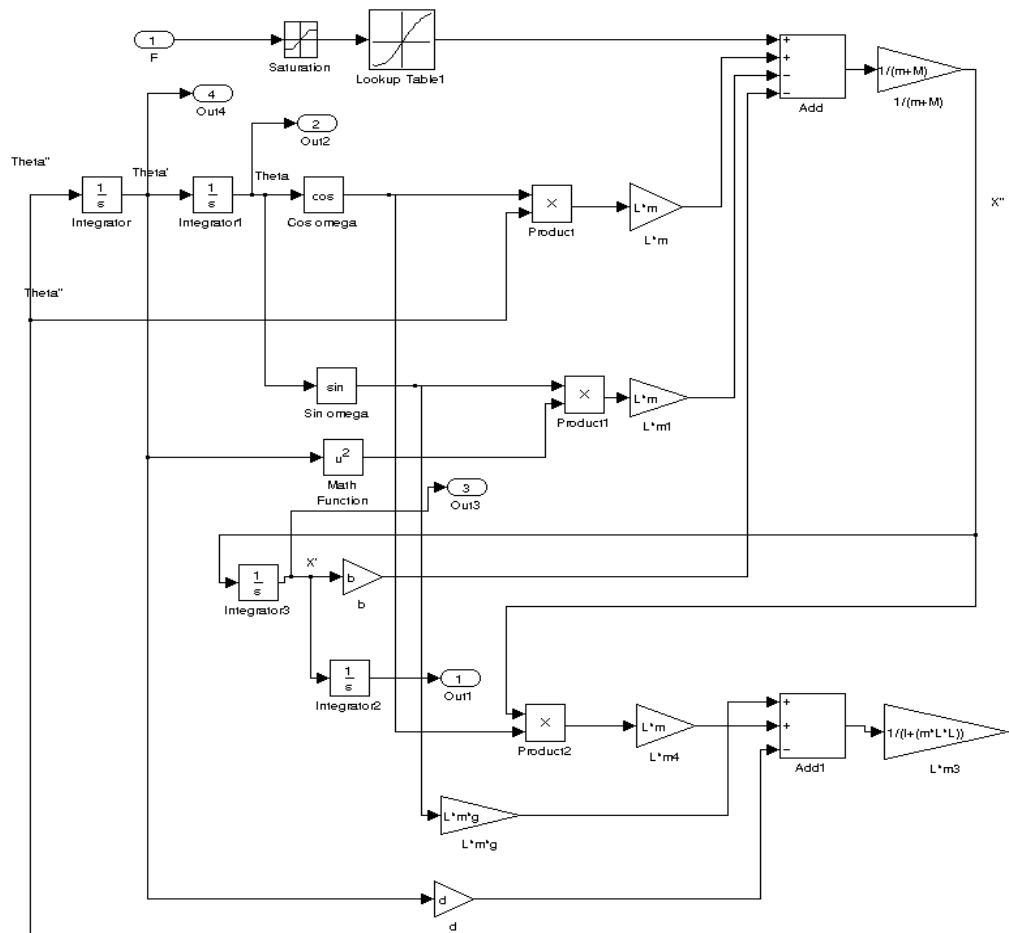 1
F
Saturation
Lookup Table1
+
+
−
−
Add
1/(m+M)
1/(m+M)
4
Out4
2
Out2
Theta''
Theta'
Theta
1
s
Integrator
1
s
Integrator1
cos
Cos omega
×
Product
L*m
L*m
X''
Theta''
sin
Sin omega
×
Product1
L*m
L*m1
u²
Math
Function
3
Out3
1
s
Integrator3
X'
b
b
1
s
Integrator2
1
Out1
×
Product2
L*m
L*m4
+
+
−
Add1
1/(I+(m*L*L))
L*m3
L*m*g
L*m*g
d
d